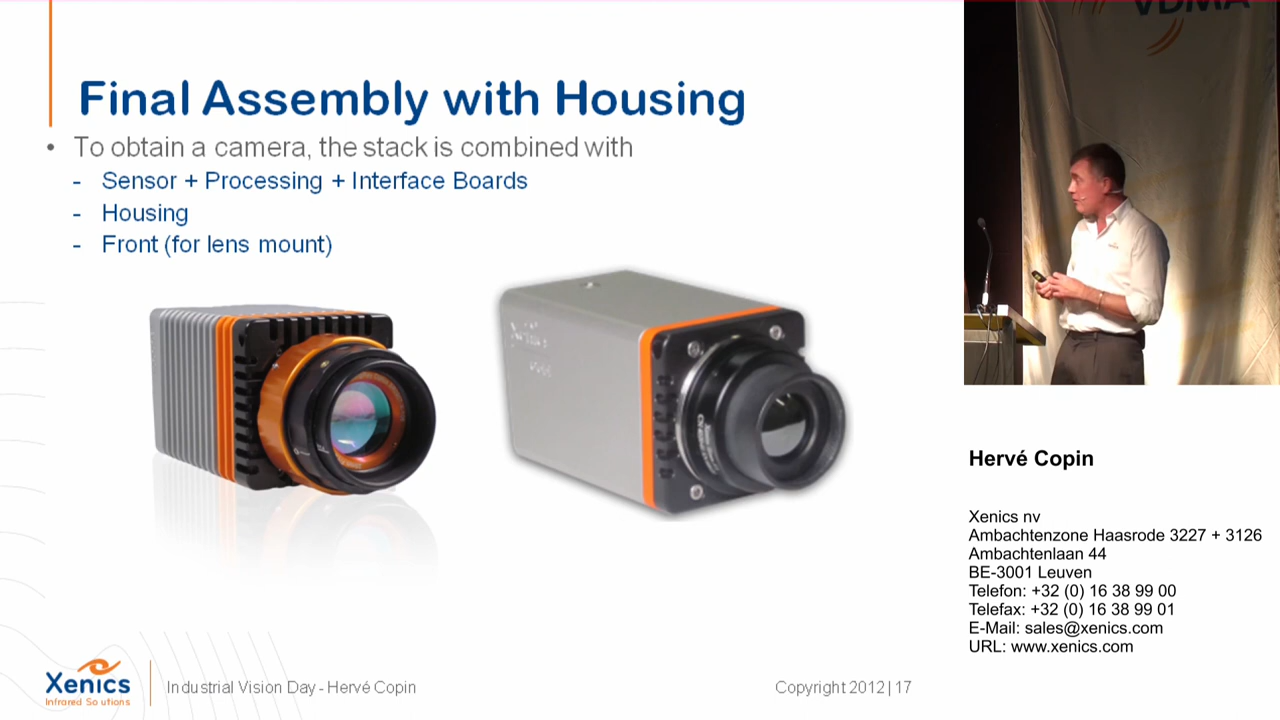 Final Assembly with Housing
• To obtain a camera, the stack is combined with
- Sensor + Processing + Interface Boards
- Housing
- Front (for lens mount)
Xenics
Infrared Solutions
Industrial Vision Day - Hervé Copin
Copyright 2012 | 17
VDMA
Hervé Copin
Xenics nv
Ambachtenzone Haasrode 3227 + 3126
Ambachtenlaan 44
BE-3001 Leuven
Telefon: +32 (0) 16 38 99 00
Telefax: +32 (0) 16 38 99 01
E-Mail: sales@xenics.com
URL: www.xenics.com